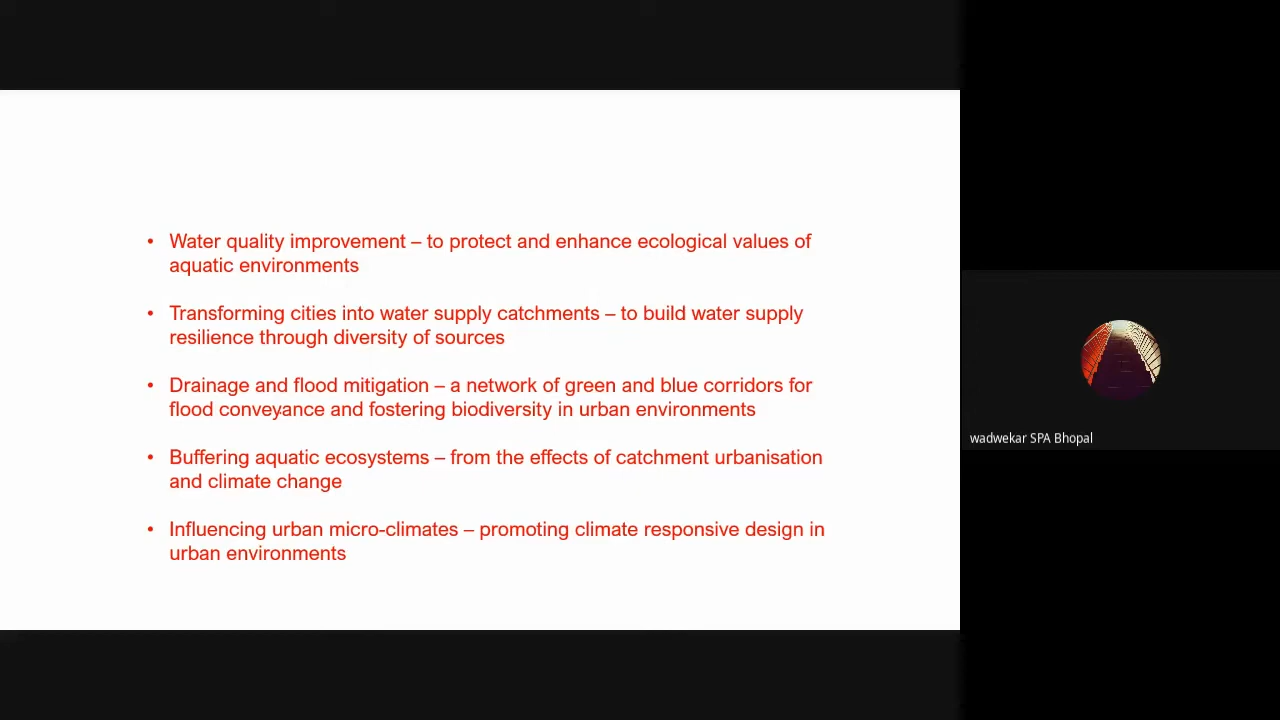 • Water quality improvement – to protect and enhance ecological values of
aquatic environments
• Transforming cities into water supply catchments – to build water supply
resilience through diversity of sources
• Drainage and flood mitigation – a network of green and blue corridors for
flood conveyance and fostering biodiversity in urban environments
• Buffering aquatic ecosystems – from the effects of catchment urbanisation
and climate change
• Influencing urban micro-climates – promoting climate responsive design in
urban environments
wadwekar SPA Bhopal